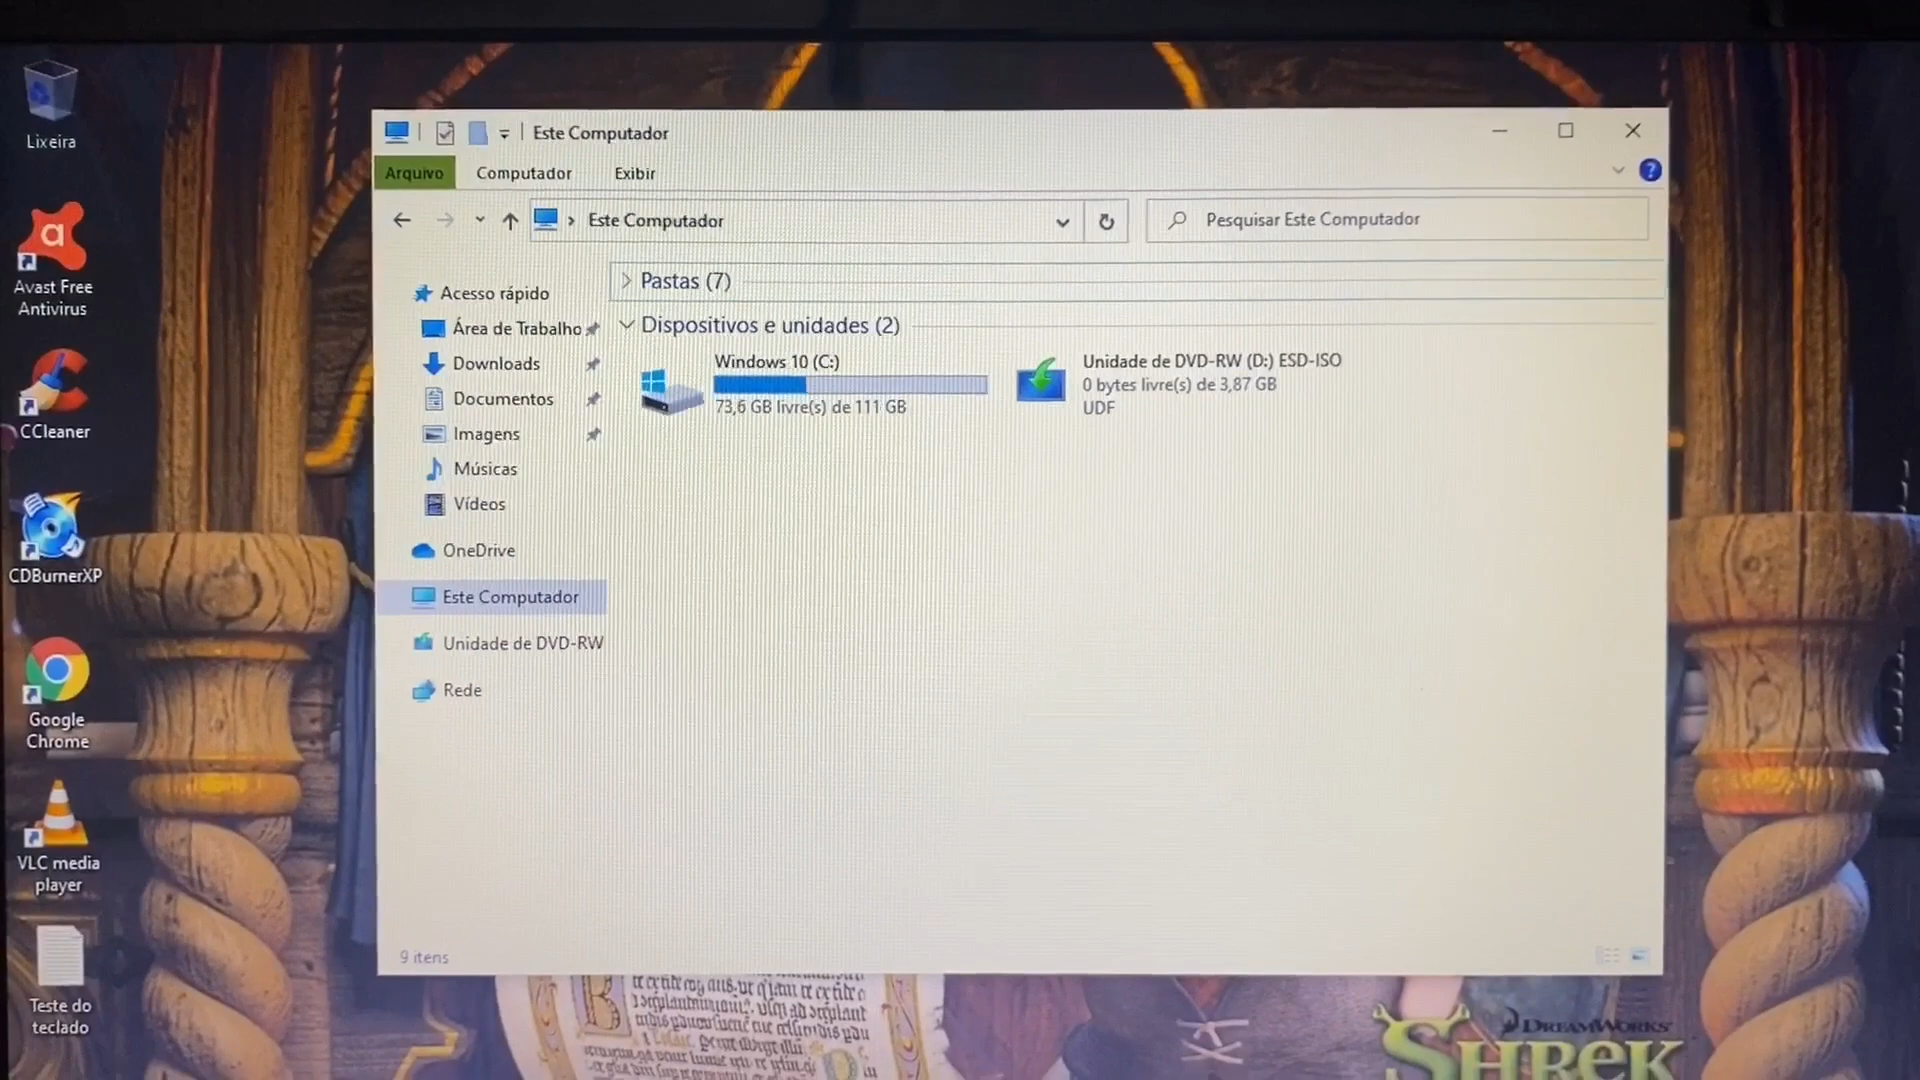 Lixeira
Avast Free
Antivirus
CCleaner
CDBurnerXP
Google
Chrome
VLC media
player
Teste do
teclado
Este Computador
Arquivo
Computador
Exibir
Este Computador
Pesquisar Este Computador
Acesso rápido
Área de Trabalho
Downloads
Documentos
Imagens
Músicas
Vídeos
OneDrive
Este Computador
Unidade de DVD-RW
Rede
Pastas (7)
Dispositivos e unidades (2)
Windows 10 (C:)
73,6 GB livre(s) de 111 GB
Unidade de DVD-RW (D:) ESD-ISO
0 bytes livre(s) de 3,87 GB
UDF
9 itens
DREAMWORKS
SHREK